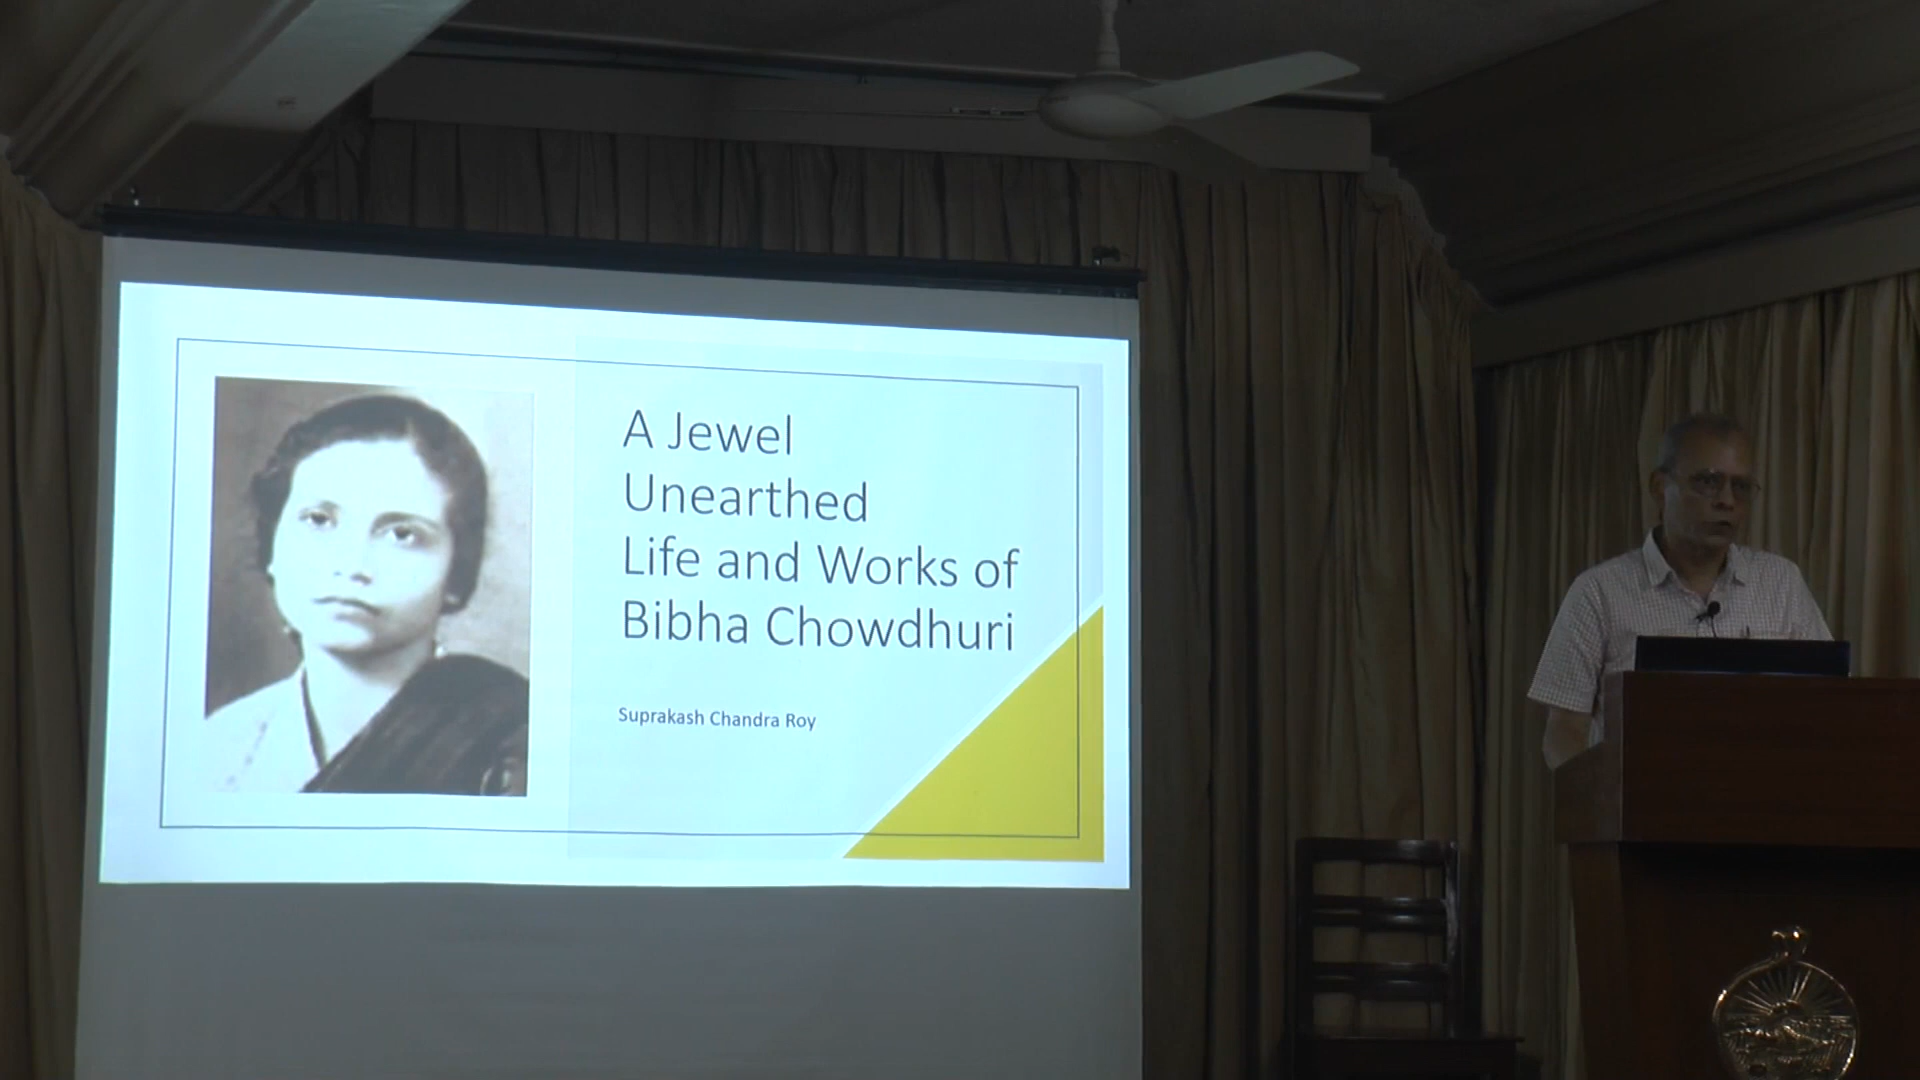 A Jewel
Unearthed
Life and Works of
Bibha Chowdhuri
Suprakash Chandra Roy